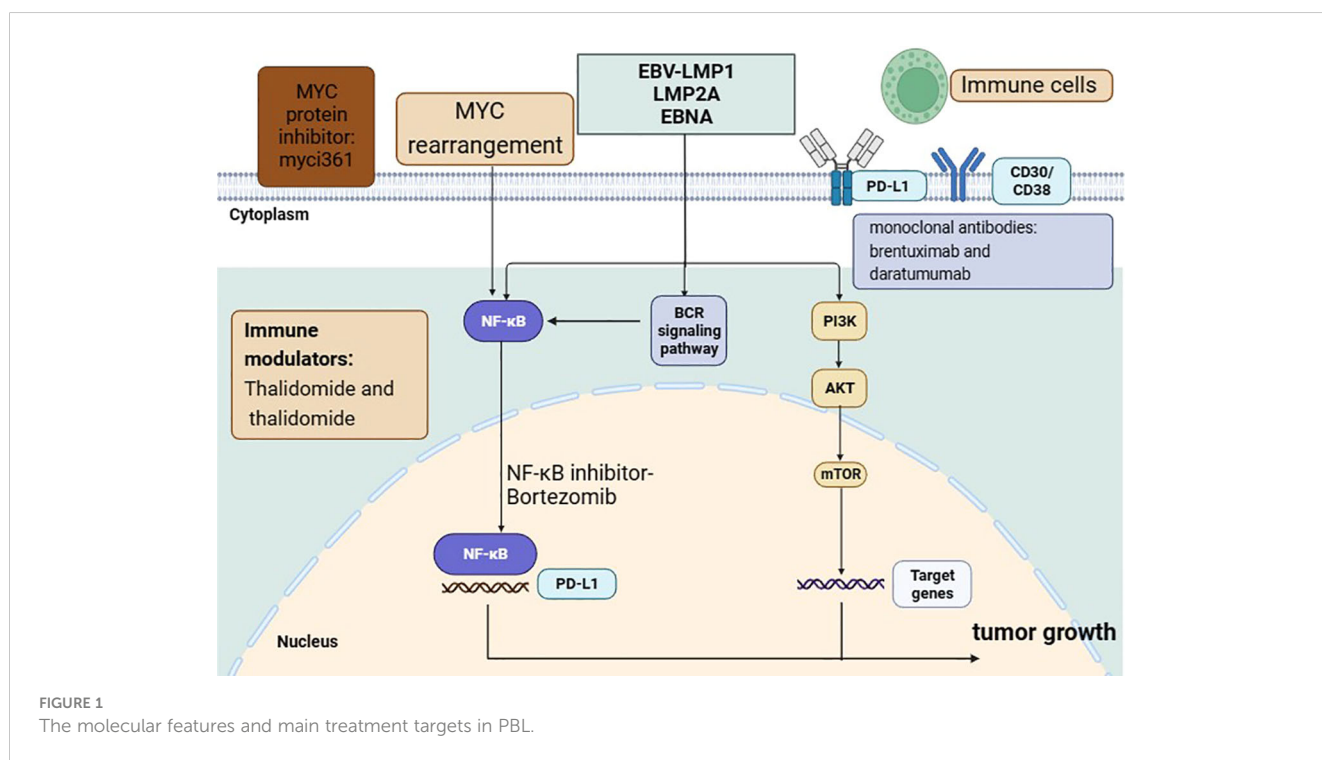 MYC
protein
inhibitor:
myci361
MYC
rearrangement
EBV-LMP1
LMP2A
EBNA
Immune cells
PD-L1
CD30/
CD38
Cytoplasm
monoclonal antibodies:
brentuximab and
daratumumab
Immune
modulators:
Thalidomide and
thalidomide
NF-κB
BCR
signaling
pathway
PI3K
AKT
mTOR
NF-κB inhibitor-
Bortezomib
NF-κB
PD-L1
Target
genes
Nucleus
tumor growth
FIGURE 1
The molecular features and main treatment targets in PBL.